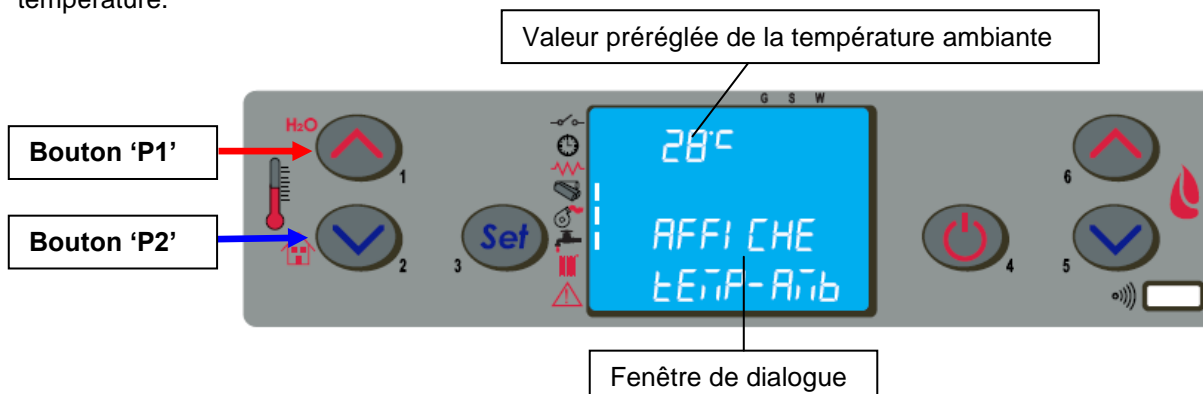 température.
Valeur préréglée de la température ambiante
G S W
H2O
28°C
Bouton 'P1'
1
6
Bouton 'P2'
Set
AFFICHE
2
3
4
5
tEmP-Amb
Fenêtre de dialogue